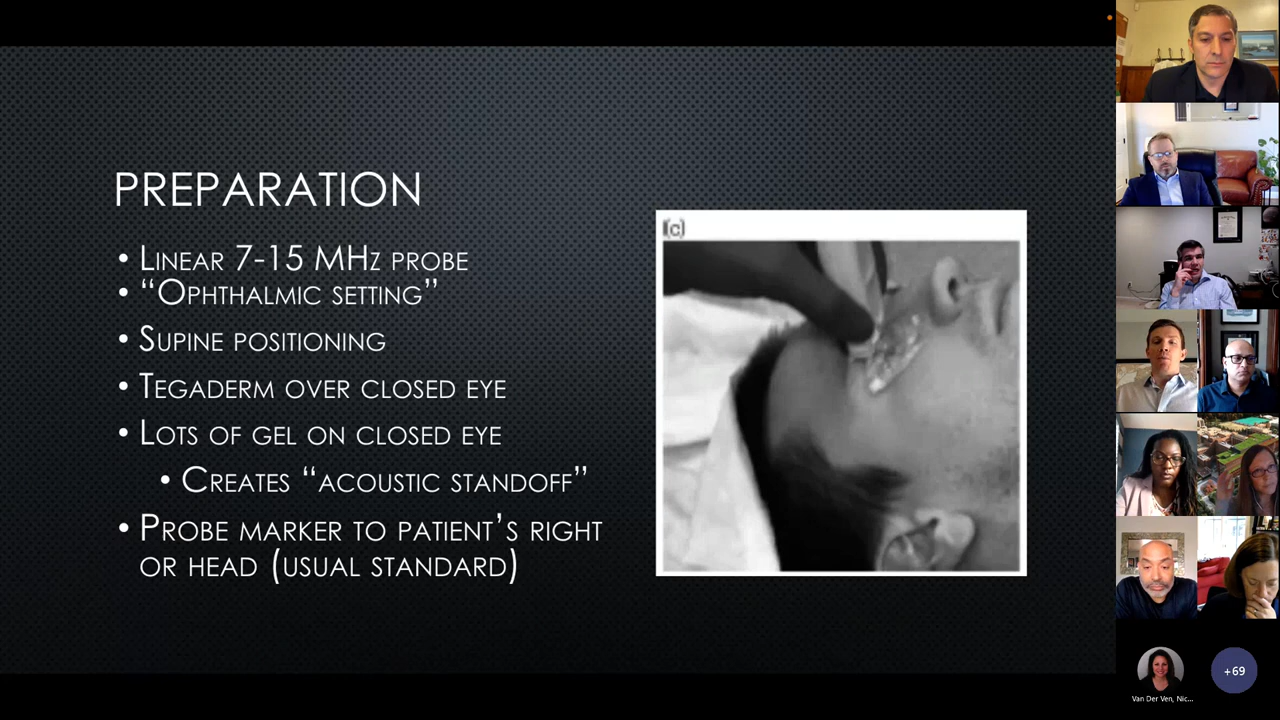 PREPARATION
• LINEAR 7-15 MHZ PROBE
• “OPHTHALMIC SETTING”
• SUPINE POSITIONING
• TEGADERM OVER CLOSED EYE
• LOTS OF GEL ON CLOSED EYE
• CREATES “ACOUSTIC STANDOFF”
• PROBE MARKER TO PATIENT’S RIGHT
OR HEAD (USUAL STANDARD)
(c)
Van Der Ven, Nic...
+69